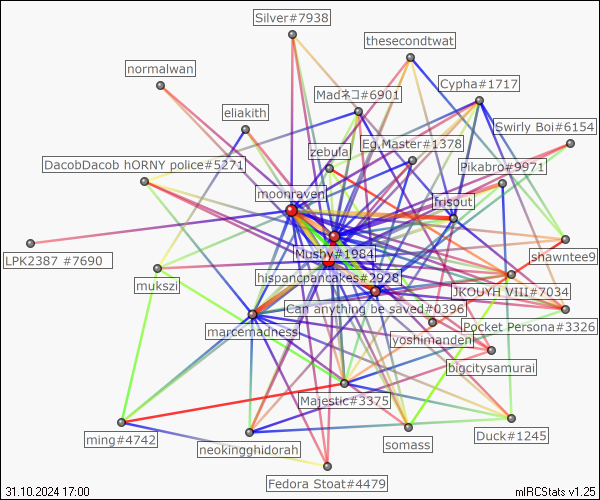 Silver#7938
thesecondtwat
normalwan
Cypha#1717
Madネコ#6901
eliakith
Swirly Boi#6154
Eg.Master#1378
zebula
DacobDacob hORNY police#5271
Pikabro#9971
moonraven
frisout
Mushy#1984
shawntee9
LPK2387 #7690
hispancpancakes#2928
mukszi
JKOUYH VIII#7034
Can anything be saved#0396
Pocket Persona#3326
marcemadness
yoshimanden
bigcitysamurai
Majestic#3375
ming#4742
neokingghidorah
somass
Duck#1245
Fedora Stoat#4479
31.10.2024 17:00
mIRCStats v1.25